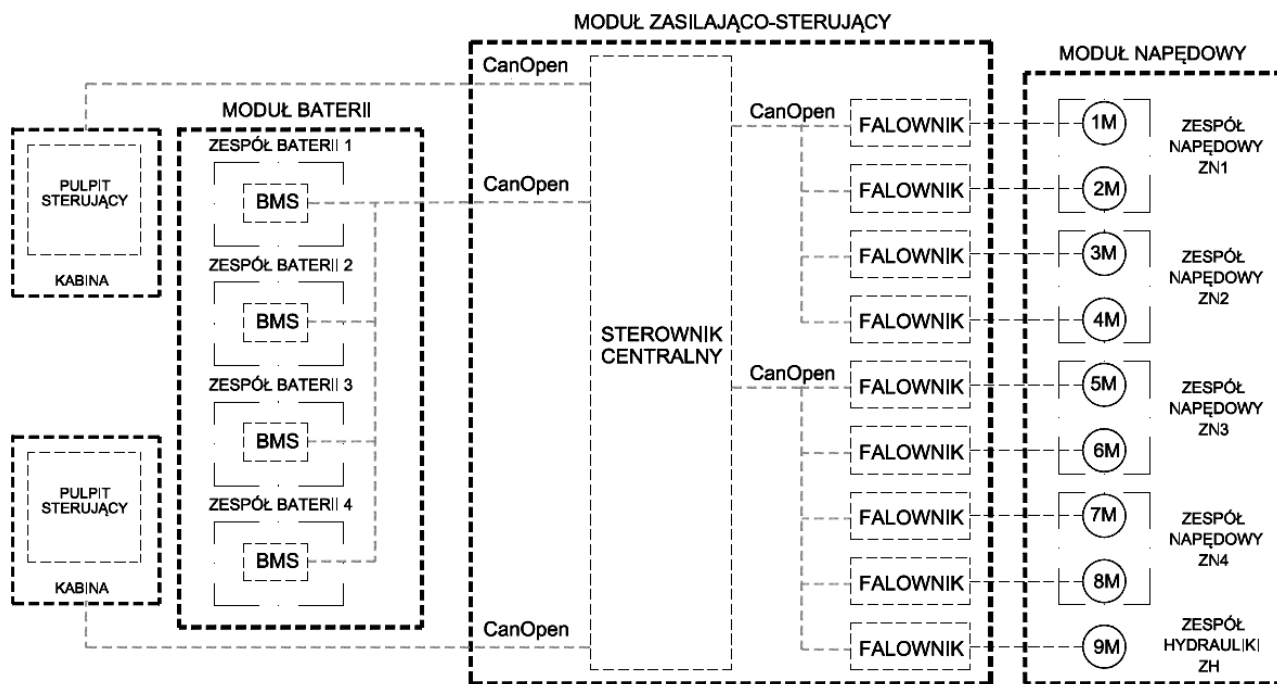 MODUŁ ZASILAJĄCO-STERUJĄCY
MODUŁ NAPĘDOWY
CanOpen
MODUŁ BATERII
ZESPÓŁ BATERII 1
BMS
ZESPÓŁ BATERII 2
BMS
ZESPÓŁ BATERII 3
BMS
ZESPÓŁ BATERII 4
BMS
PULPIT
STERUJĄCY
KABINA
PULPIT
STERUJĄCY
KABINA
CanOpen
CanOpen
STEROWNIK
CENTRALNY
CanOpen
CanOpen
FALOWNIK
FALOWNIK
FALOWNIK
FALOWNIK
FALOWNIK
FALOWNIK
FALOWNIK
FALOWNIK
FALOWNIK
1M
2M
3M
4M
5M
6M
7M
8M
9M
ZESPÓŁ
NAPĘDOWY
ZN1
ZESPÓŁ
NAPĘDOWY
ZN2
ZESPÓŁ
NAPĘDOWY
ZN3
ZESPÓŁ
NAPĘDOWY
ZN4
ZESPÓŁ
HYDRAULIKI
ZH